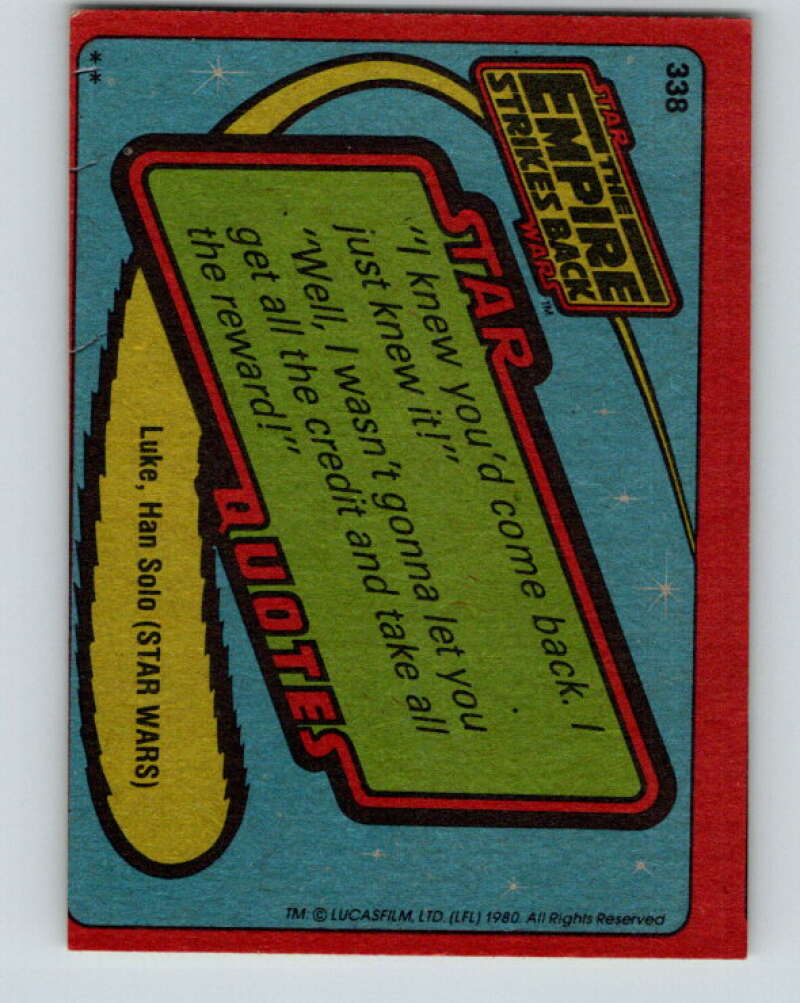 338
STAR
THE
EMPIRE
STRIKES BACK
WARS™
STAR
"I knew you'd come back. I
just knew it!"
"Well, I wasn't gonna let you
get all the credit and take all
the reward!"
QUOTES
Luke, Han Solo (STAR WARS)
**
TM: © LUCASFILM, LTD. (LFL) 1980. All Rights Reserved